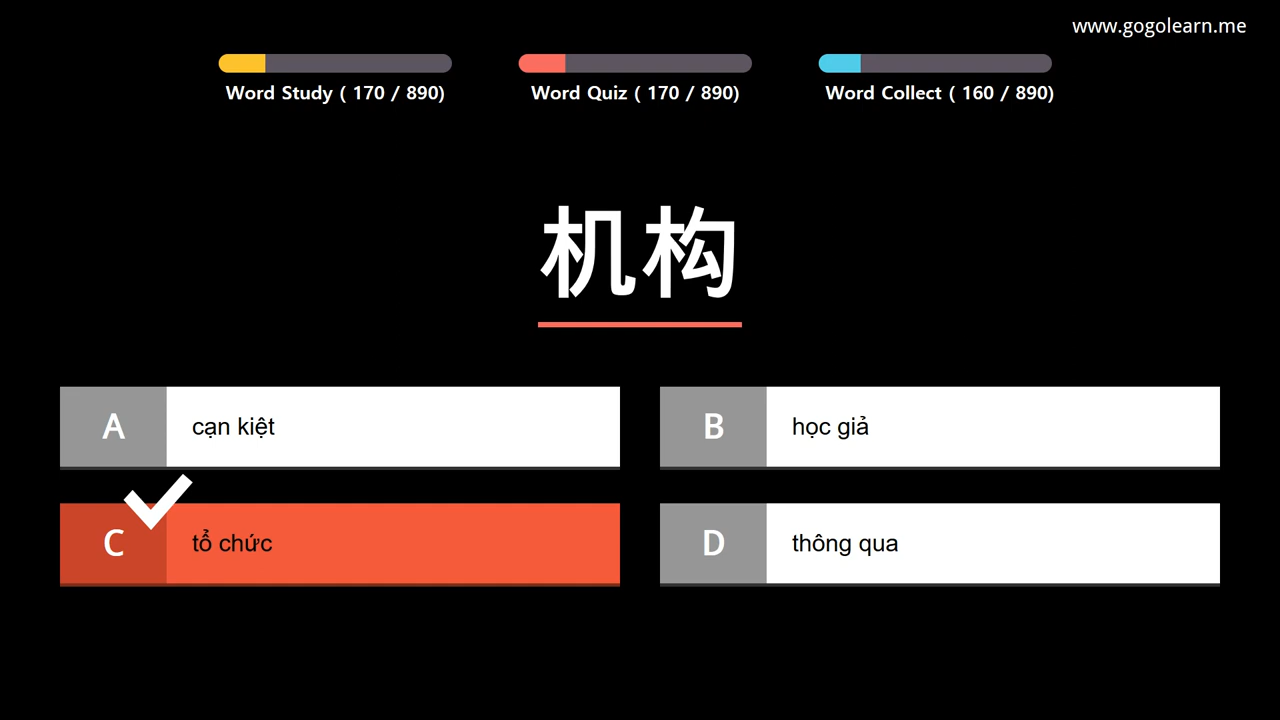 www.gogolearn.me
Word Study ( 170 / 890)
Word Quiz ( 170 / 890)
Word Collect ( 160 / 890)
机构
A
cạn kiệt
B
học giả
C
tổ chức
D
thông qua